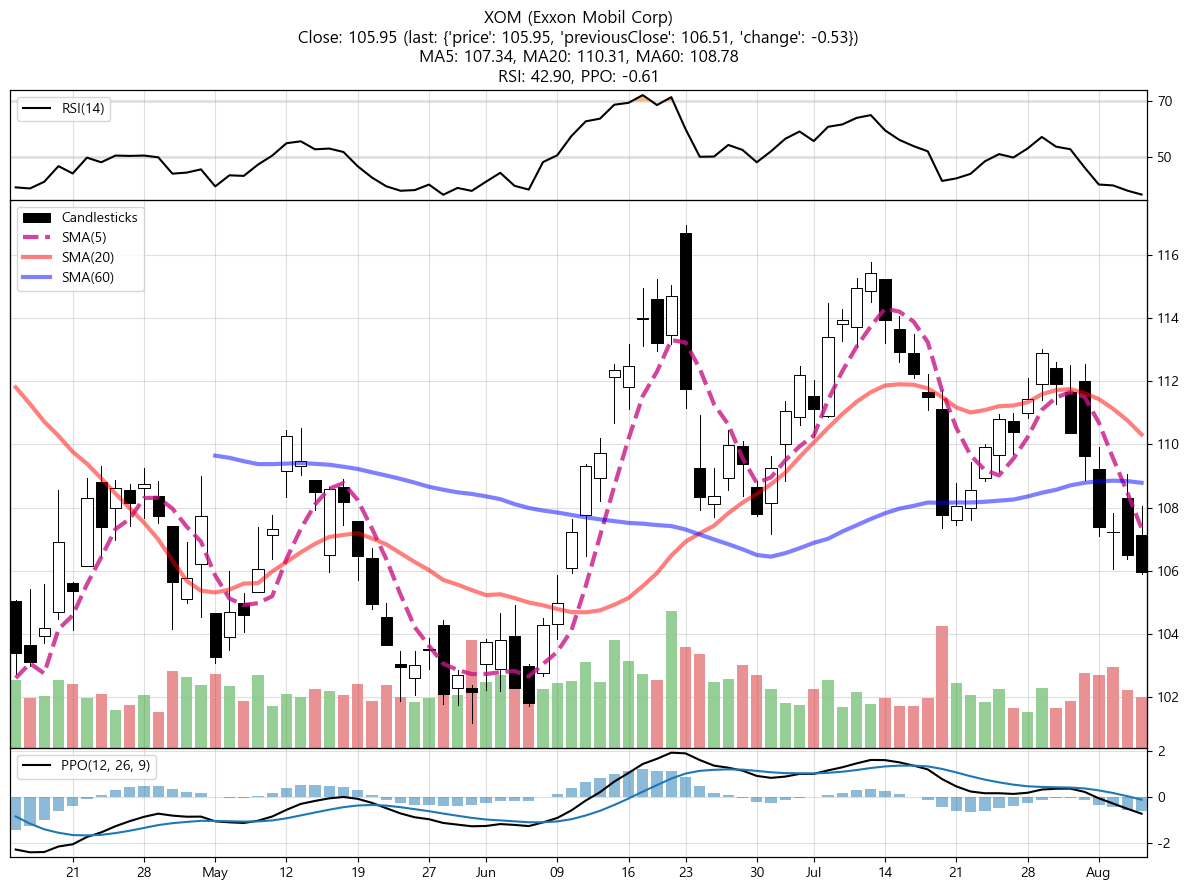 XOM (Exxon Mobil Corp)
Close: 105.95 (last: {'price': 105.95, 'previousClose': 106.51, 'change': -0.53})
MA5: 107.34, MA20: 110.31, MA60: 108.78
RSI: 42.90, PPO: -0.61
RSI(14)
70
50
Candlesticks
SMA(5)
SMA(20)
SMA(60)
116
114
112
110
108
106
104
102
PPO(12, 26, 9)
2
0
-2
21 28 May 12 19 27 Jun 09 16 23 30 Jul 14 21 28 Aug